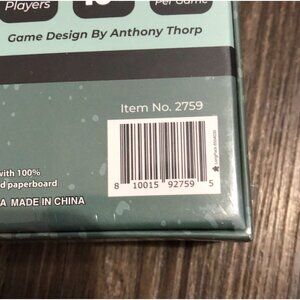 Players
Per Game
Game Design By Anthony Thorp
Item No. 2759
8 10015 92759 5
with 100%
d paperboard
A MADE IN CHINA